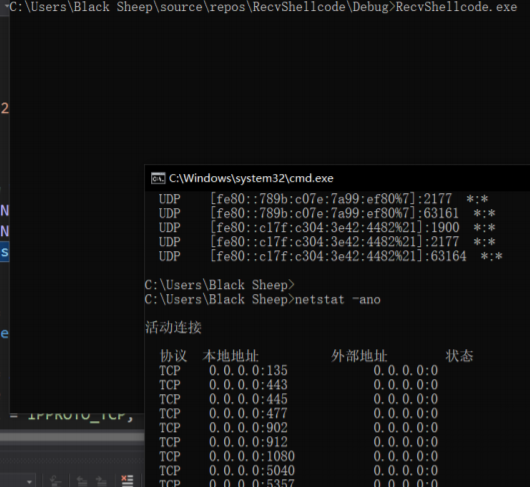 C:\Users\Black Sheep\source\repos\RecvShellcode\Debug>RecvShellcode.exe
2
N
N
s
e
= IPPROTO_TCP,
C:\Windows\system32\cmd.exe
UDP [fe80::789b:c07e:7a99:ef80%7]:2177 *:*
UDP [fe80::789b:c07e:7a99:ef80%7]:63161 *:*
UDP [fe80::c17f:c304:3e42:4482%21]:1900 *:*
UDP [fe80::c17f:c304:3e42:4482%21]:2177 *:*
UDP [fe80::c17f:c304:3e42:4482%21]:63164 *:*
C:\Users\Black Sheep>
C:\Users\Black Sheep>netstat -ano
活动连接
协议 本地地址 外部地址 状态
TCP 0.0.0.0:135 0.0.0.0:0
TCP 0.0.0.0:443 0.0.0.0:0
TCP 0.0.0.0:445 0.0.0.0:0
TCP 0.0.0.0:477 0.0.0.0:0
TCP 0.0.0.0:902 0.0.0.0:0
TCP 0.0.0.0:912 0.0.0.0:0
TCP 0.0.0.0:1080 0.0.0.0:0
TCP 0.0.0.0:5040 0.0.0.0:0
TCP 0.0.0.0:5357 0.0.0.0:0